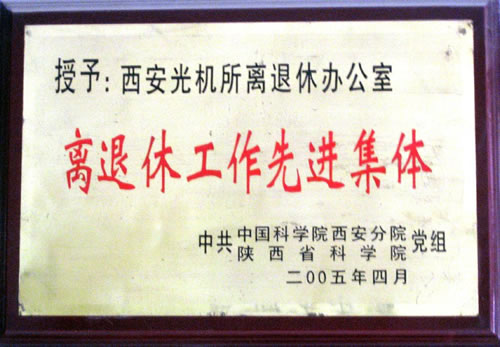 授予：西安光机所离退休办公室
离退休工作先进集体
中共中国科学院西安分院党组
陕西省科学院
二00五年四月